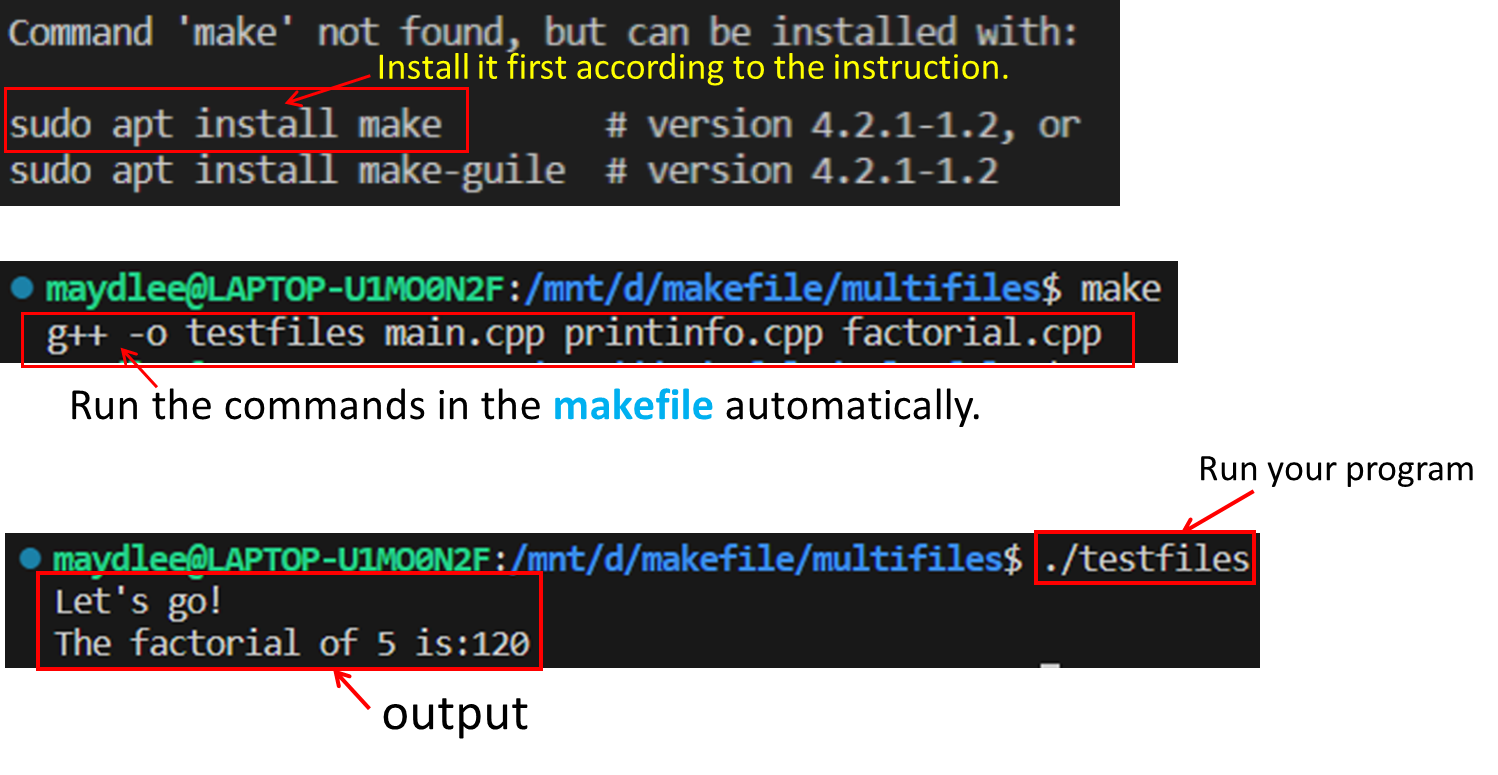 Command 'make' not found, but can be installed with:
Install it first according to the instruction.
sudo apt install make # version 4.2.1-1.2, or
sudo apt install make-guile # version 4.2.1-1.2
maydlee@LAPTOP-U1MO0N2F:/mnt/d/makefile/multifiles$ make
g++ -o testfiles main.cpp printinfo.cpp factorial.cpp
Run the commands in the makefile automatically.
Run your program
maydlee@LAPTOP-U1MO0N2F:/mnt/d/makefile/multifiles$ ./testfiles
Let's go!
The factorial of 5 is:120
output